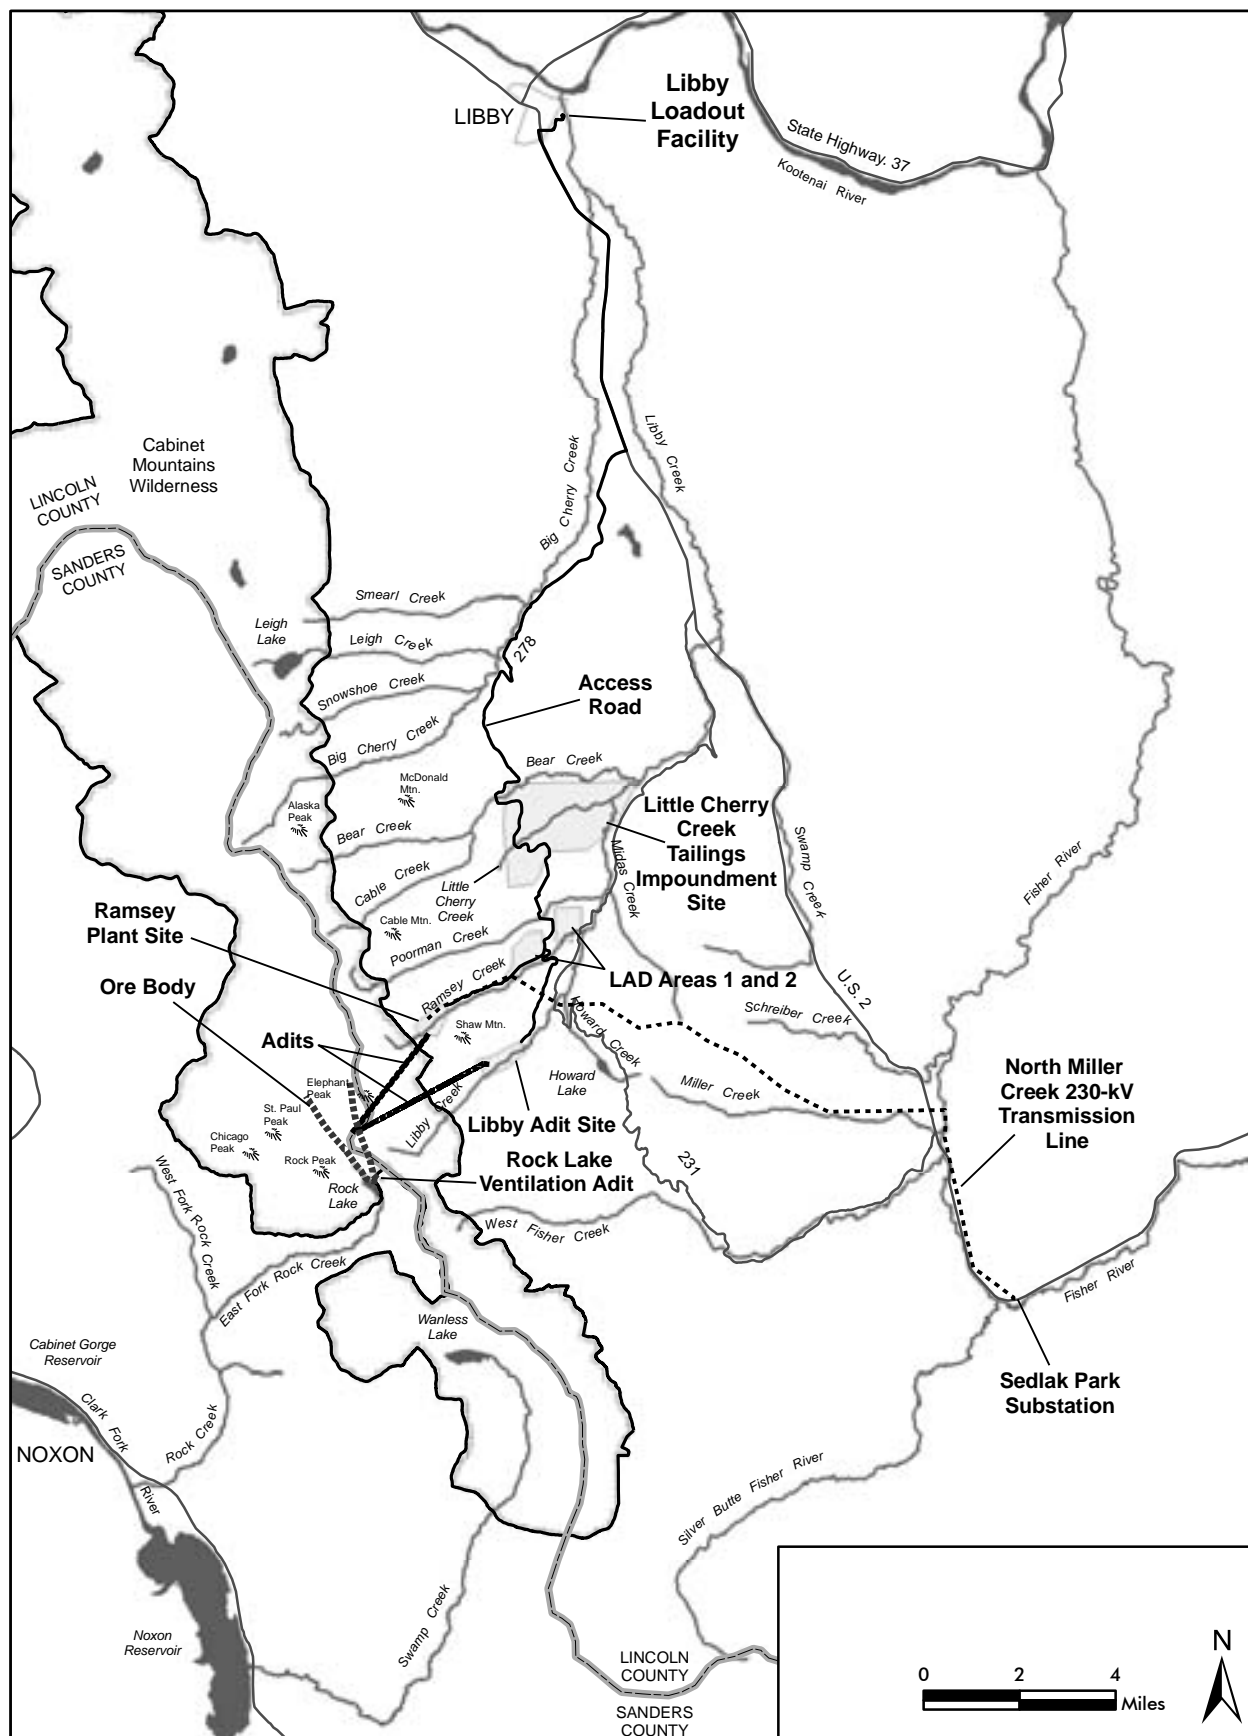 Libby
Loadout
Facility
LIBBY
State Highway. 37
Kootenai River
Libby Creek
Big Cherry Creek
Cabinet
Mountains
Wilderness
LINCOLN
COUNTY
SANDERS
COUNTY
Smearl Creek
Leigh
Lake
Leigh Creek
278
Snowshoe Creek
Access
Road
Big Cherry Creek
Bear Creek
McDonald
Mtn.
Alaska
Peak
Little Cherry
Creek
Tailings
Impoundment
Site
Bear Creek
Midas Creek
Swamp Creek
Cable Creek
Little
Cherry
Creek
Fisher River
Ramsey
Plant Site
Cable Mtn.
Poorman Creek
Ore Body
Ramsey Creek
LAD Areas 1 and 2
U.S. 2
Howard Creek
Schreiber Creek
Shaw Mtn.
Adits
Elephant
Peak
Howard
Lake
Miller Creek
North Miller
Creek 230-kV
Transmission
Line
St. Paul
Peak
Libby Creek
Libby Adit Site
Chicago
Peak
Rock Peak
Rock
Lake
Rock Lake
Ventilation Adit
231
West Fork Rock Creek
West Fisher Creek
East Fork Rock Creek
Fisher River
Wanless
Lake
Cabinet Gorge
Reservoir
Sedlak Park
Substation
Clark Fork
River
Rock Creek
NOXON
Silver Butte Fisher River
Swamp Creek
Noxon
Reservoir
LINCOLN
COUNTY
SANDERS
COUNTY
N
0 2 4
Miles